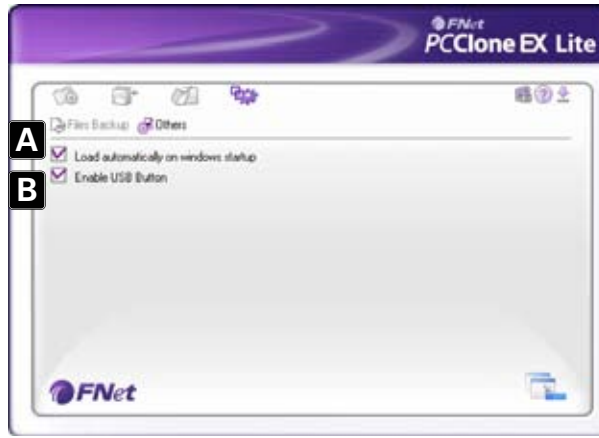 FNet
PCClone EX Lite
Files Backup Others
A
Load automatically on windows startup
B
Enable USB Button
FNet